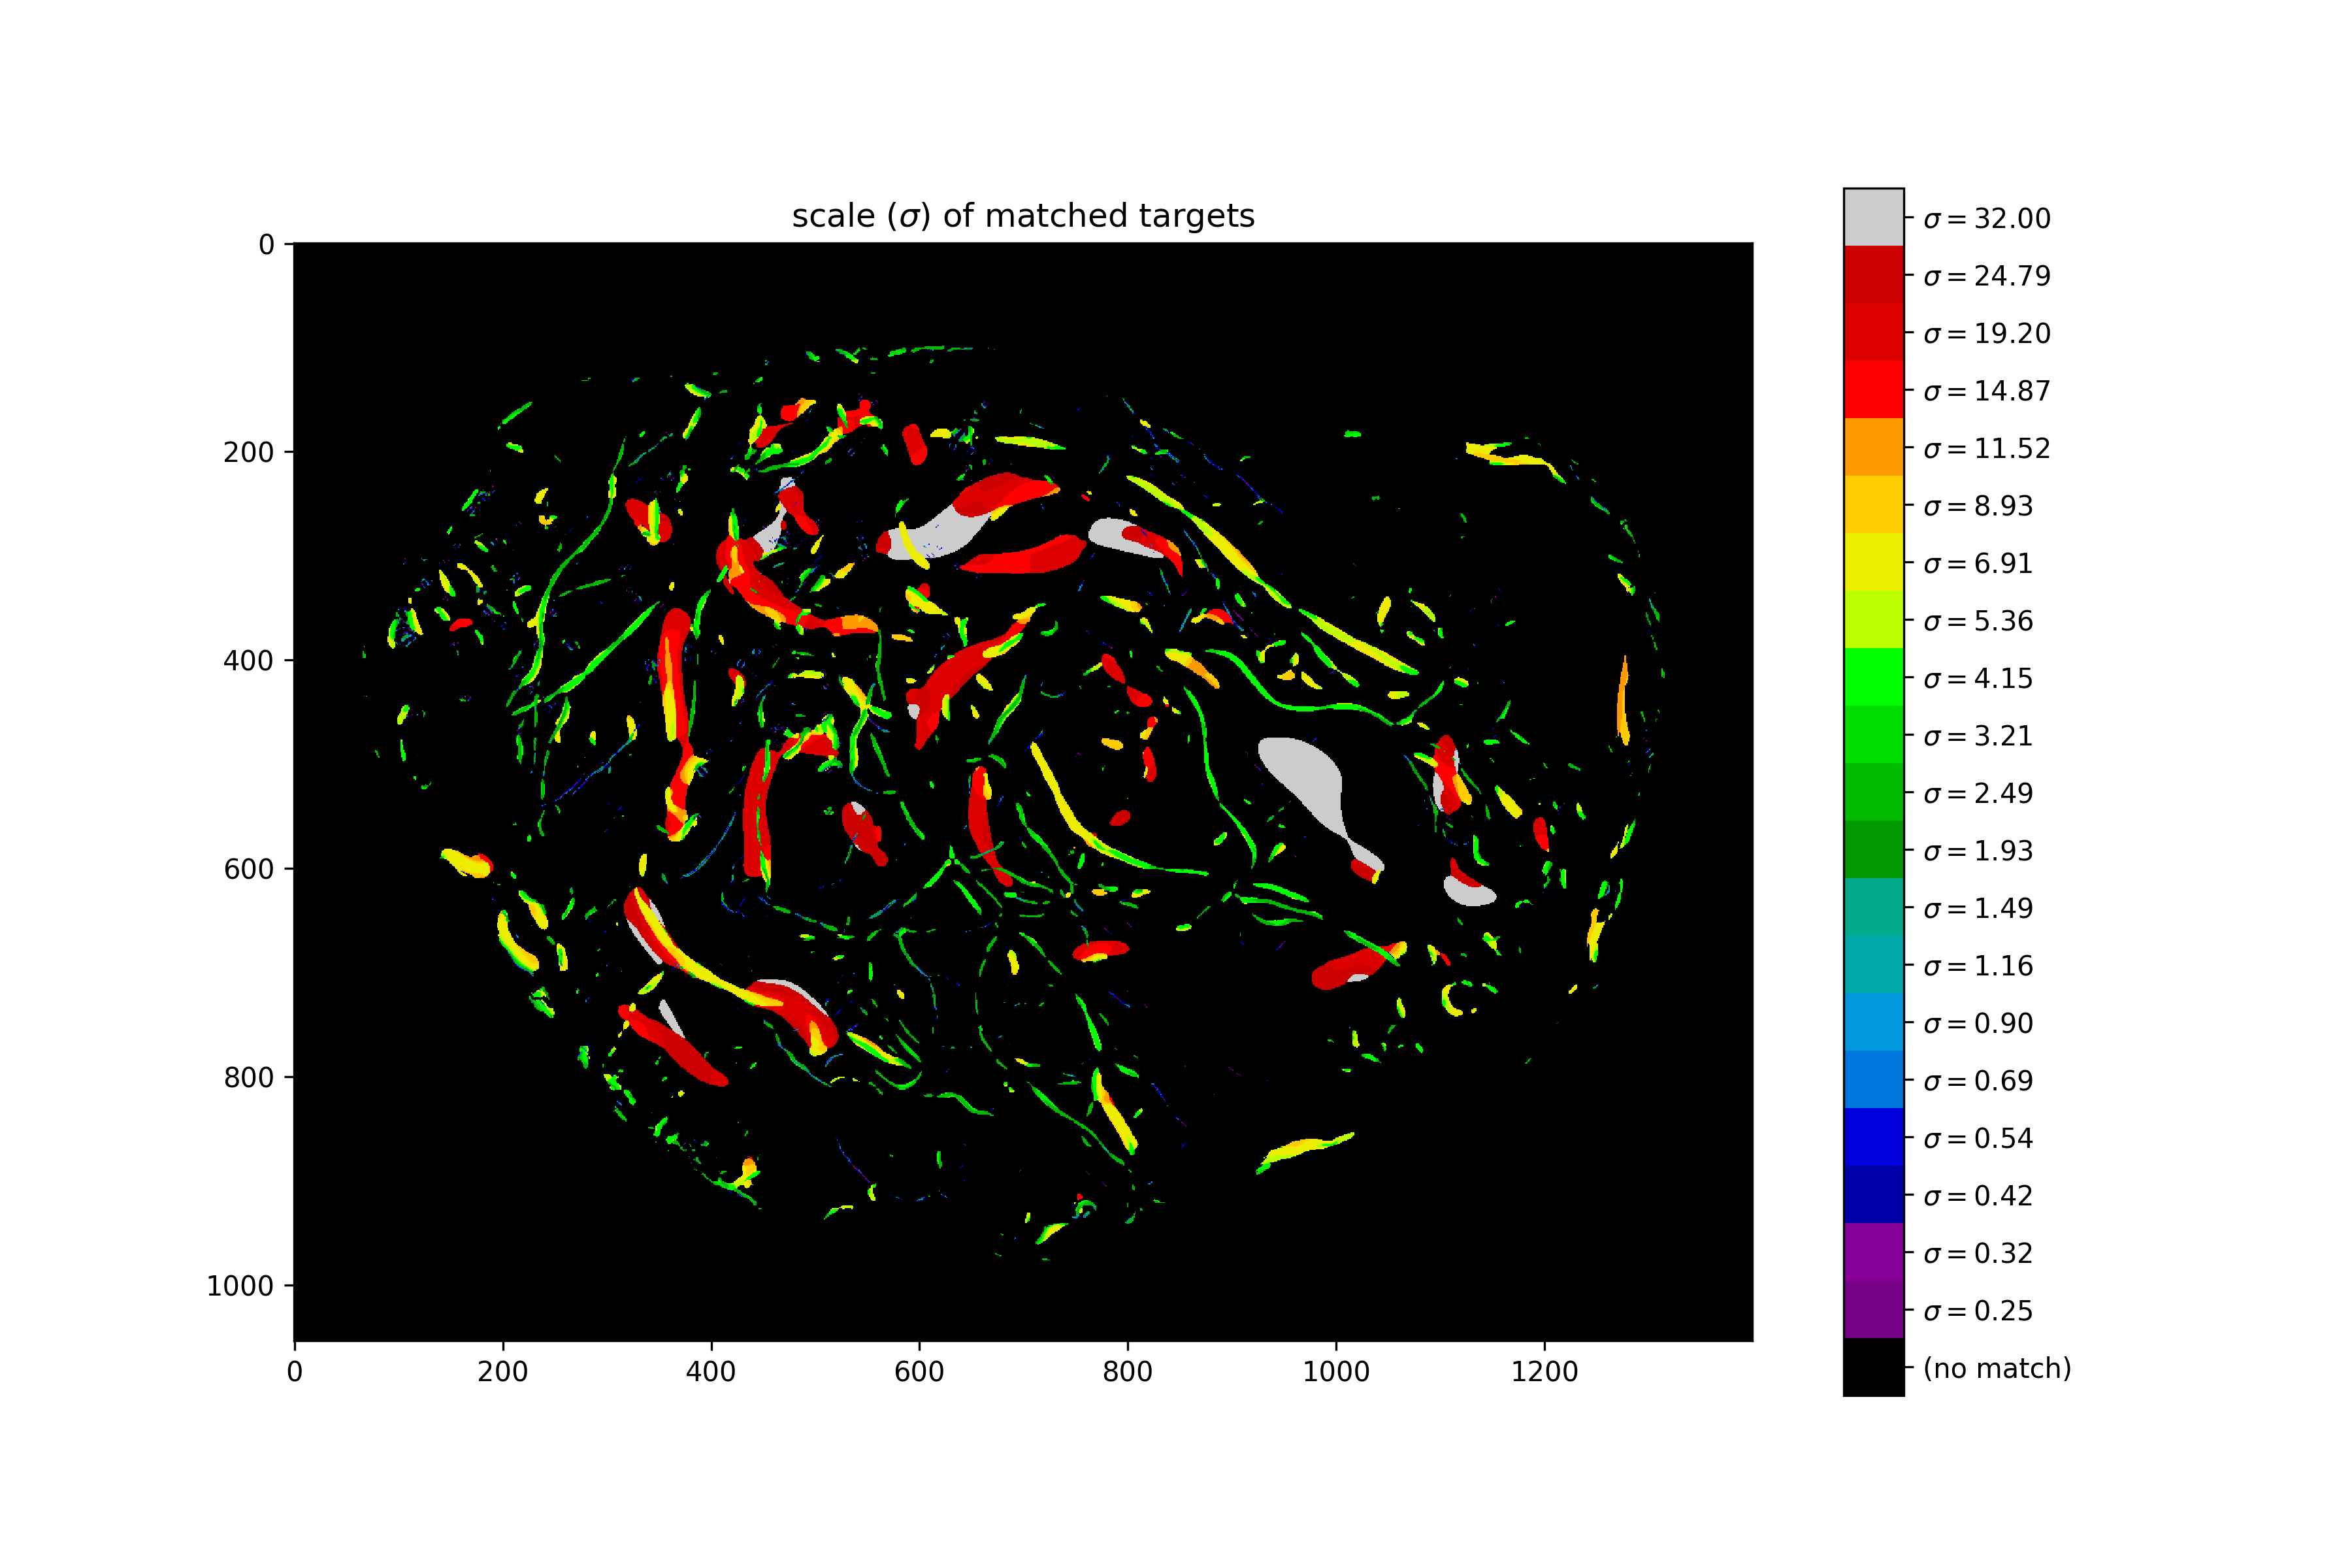 scale (σ) of matched targets
0
200
400
600
800
1000
0 200 400 600 800 1000 1200
σ = 32.00
σ = 24.79
σ = 19.20
σ = 14.87
σ = 11.52
σ = 8.93
σ = 6.91
σ = 5.36
σ = 4.15
σ = 3.21
σ = 2.49
σ = 1.93
σ = 1.49
σ = 1.16
σ = 0.90
σ = 0.69
σ = 0.54
σ = 0.42
σ = 0.32
σ = 0.25
(no match)